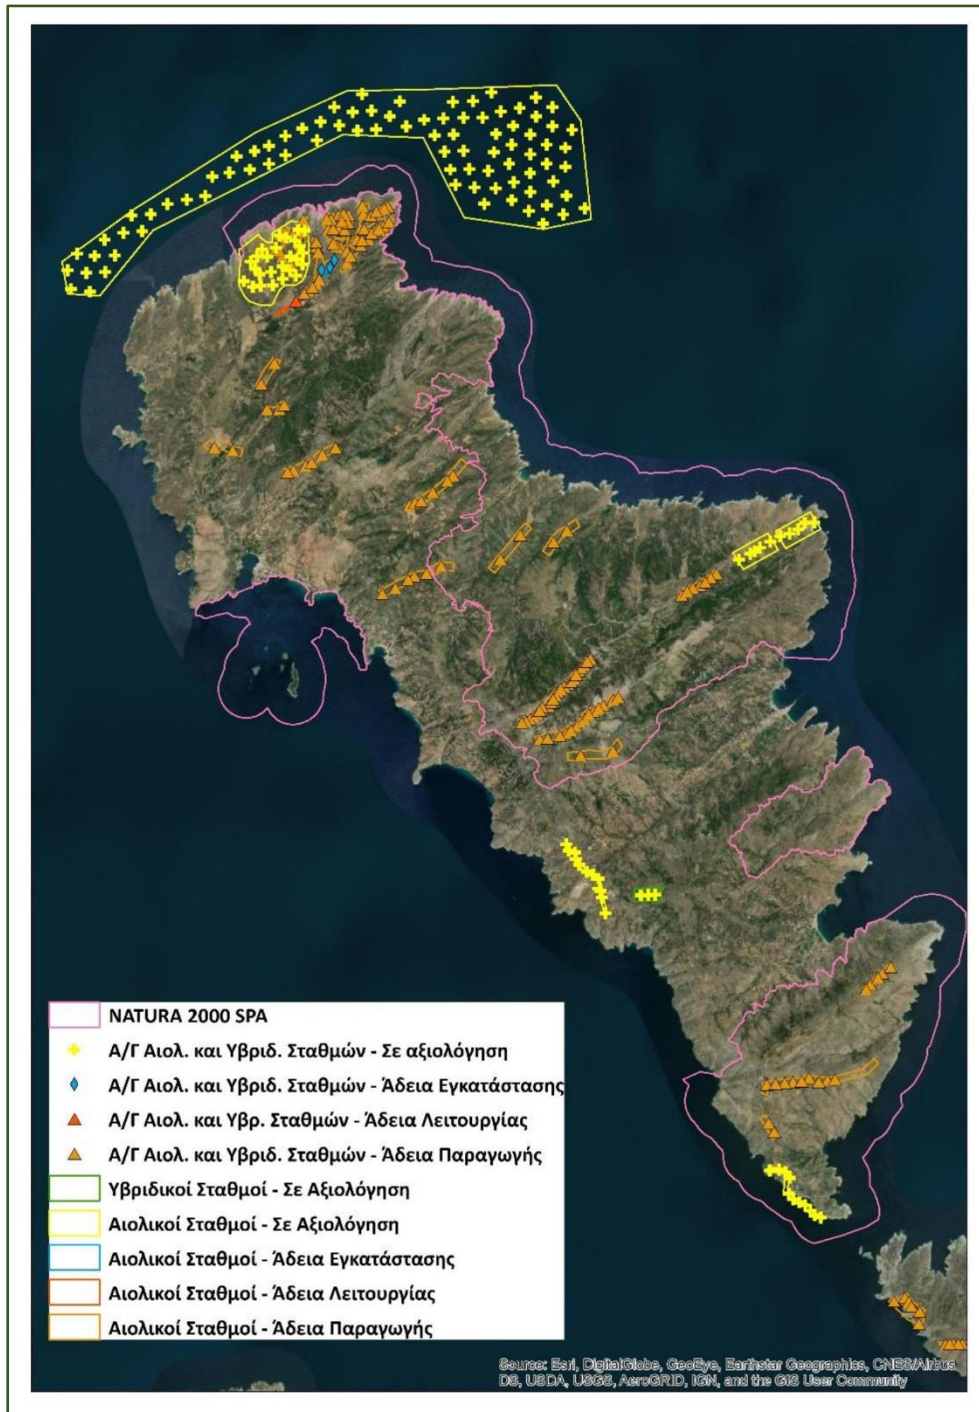 NATURA 2000 SPA
Α/Γ Αιολ. και Υβριδ. Σταθμών - Σε αξιολόγηση
Α/Γ Αιολ. και Υβριδ. Σταθμών - Άδεια Εγκατάστασης
Α/Γ Αιολ. και Υβρ. Σταθμών - Άδεια Λειτουργίας
Α/Γ Αιολ. και Υβριδ. Σταθμών - Άδεια Παραγωγής
Υβριδικοί Σταθμοί - Σε Αξιολόγηση
Αιολικοί Σταθμοί - Σε Αξιολόγηση
Αιολικοί Σταθμοί - Άδεια Εγκατάστασης
Αιολικοί Σταθμοί - Άδεια Λειτουργίας
Αιολικοί Σταθμοί - Άδεια Παραγωγής
Source: Esri, DigitalGlobe, GeoEye, Earthstar Geographics, CNES/Airbus
DS, USDA, USGS, AeroGRID, IGN, and the GIS User Community